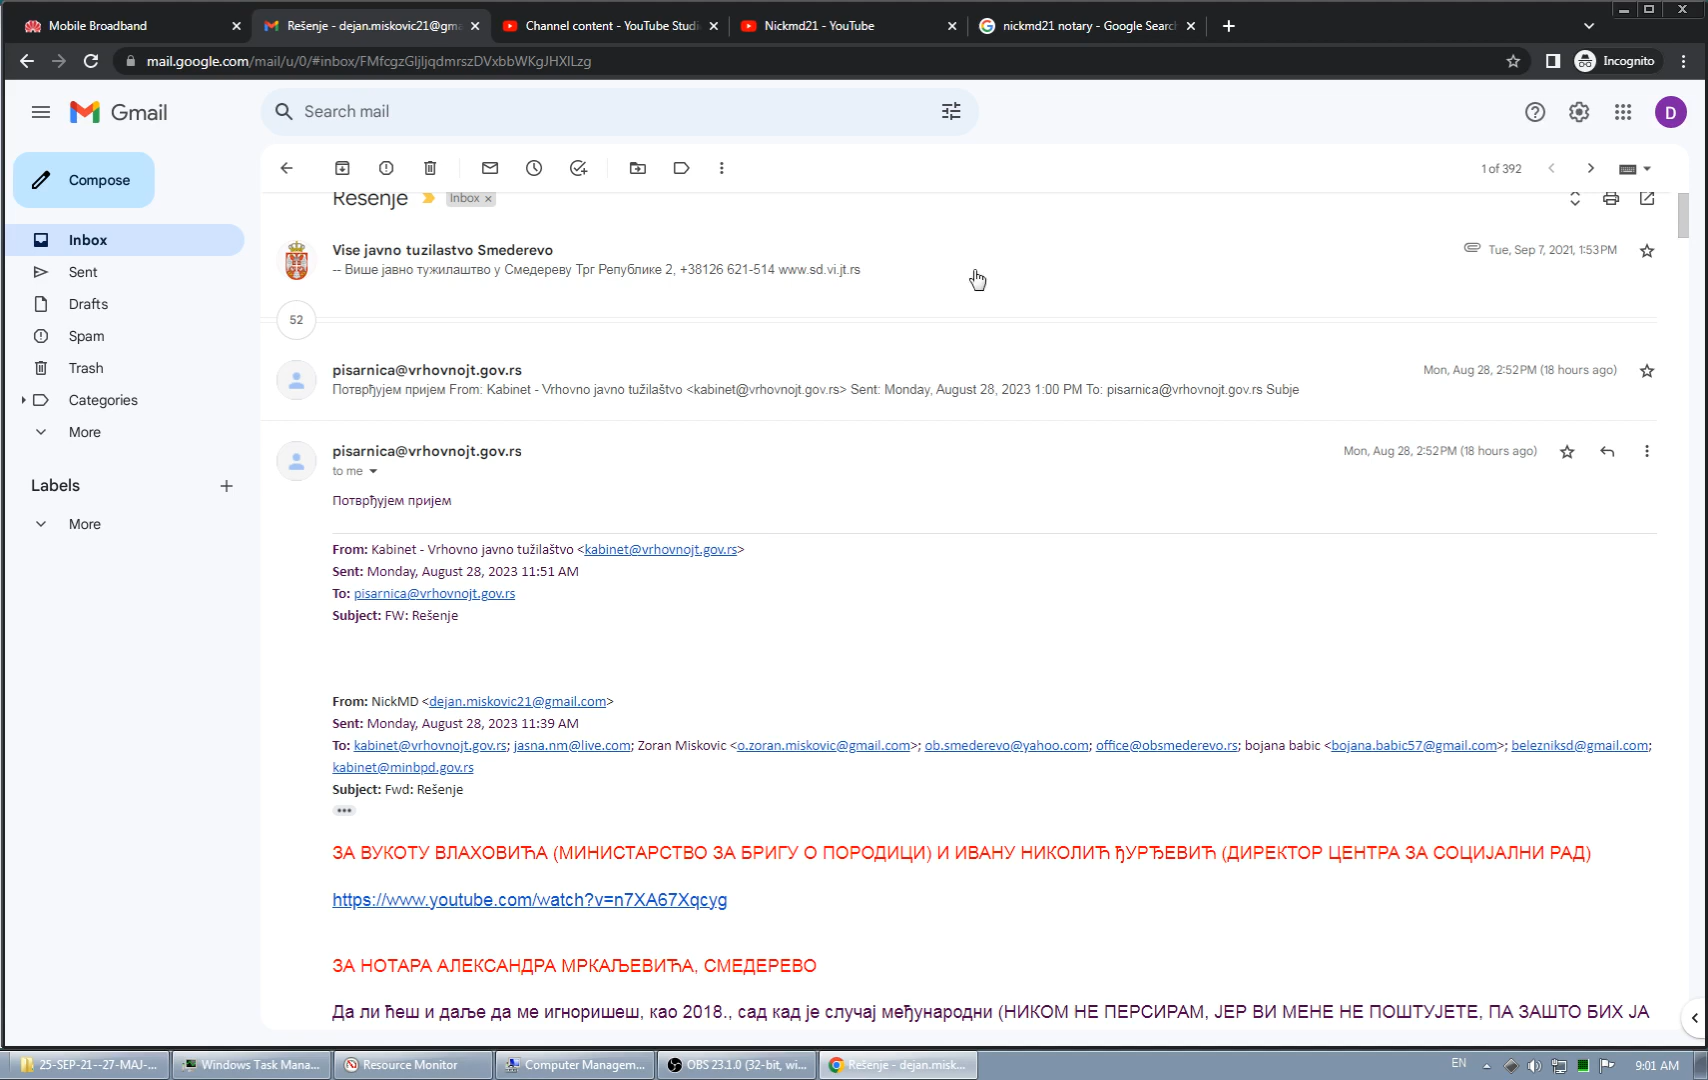 Mobile Broadband
Rešenje - dejan.miskovic21@gma
Channel content - YouTube Studi
Nickmd21 - YouTube
nickmd21 notary - Google Searc
mail.google.com/mail/u/0/#inbox/
Incognito
Gmail
Search mail
D
Compose
1 of 392
Inbox
Sent
Drafts
Spam
Trash
Categories
More
Labels
More
Rešenje
Inbox
Vise javno tuzilastvo Smederevo
Tue, Sep 7, 2021, 1:53 PM
-- Више јавно тужилаштво у Смедереву Трг Републике 2, +38126 621-514 www.sd.vi.jt.rs
52
pisarnica@vrhovnojt.gov.rs
Mon, Aug 28, 2:52 PM (18 hours ago)
Потврђујем пријем From: Kabinet - Vrhovno javno tužilaštvo <kabinet@vrhovnojt.gov.rs> Sent: Monday, August 28, 2023 1:00 PM To: pisarnica@vrhovnojt.gov.rs Subje
pisarnica@vrhovnojt.gov.rs
Mon, Aug 28, 2:52 PM (18 hours ago)
to me
Потврђујем пријем
From: Kabinet - Vrhovno javno tužilaštvo <kabinet@vrhovnojt.gov.rs>
Sent: Monday, August 28, 2023 11:51 AM
To: pisarnica@vrhovnojt.gov.rs
Subject: FW: Rešenje
From: NickMD <dejan.miskovic21@gmail.com>
Sent: Monday, August 28, 2023 11:39 AM
To: kabinet@vrhovnojt.gov.rs; jasna.nm@live.com; Zoran Miskovic <o.zoran.miskovic@gmail.com>; ob.smederevo@yahoo.com; office@obsmederevo.rs; bojana babic <bojana.babic57@gmail.com>; belezniksd@gmail.com;
kabinet@minbpd.gov.rs
Subject: Fwd: Rešenje
ЗА ВУКОТУ ВЛАХОВИЋА (МИНИСТАРСТВО ЗА БРИГУ О ПОРОДИЦИ) И ИВАНУ НИКОЛИЋ ЂУРЂЕВИЋ (ДИРЕКТОР ЦЕНТРА ЗА СОЦИЈАЛНИ РАД)
https://www.youtube.com/watch?v=n7XA67Xqcyg
ЗА НОТАРА АЛЕКСАНДРА МРКАЉЕВИЋА, СМЕДЕРЕВО
Да ли ћеш и даље да ме игноришеш, као 2018., сад кад је случај међународни (НИКОМ НЕ ПЕРСИРАМ, ЈЕР ВИ МЕНЕ НЕ ПОШТУЈЕТЕ, ПА ЗАШТО БИХ ЈА
25-SEP-21--27-MAJ-...
Windows Task Mana...
Resource Monitor
Computer Managem...
OBS 23.1.0 (32-bit, wi...
Rešenje - dejan.misk...
EN
9:01 AM